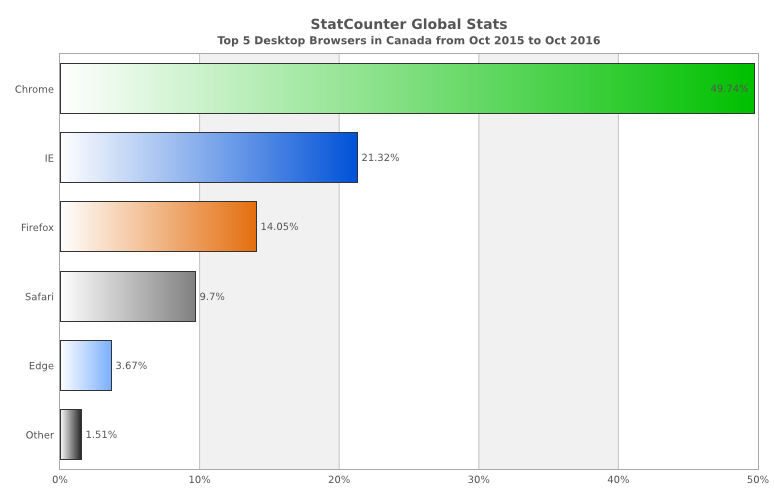 StatCounter Global Stats
Top 5 Desktop Browsers in Canada from Oct 2015 to Oct 2016
Chrome 49.74%
IE 21.32%
Firefox 14.05%
Safari 9.7%
Edge 3.67%
Other 1.51%
0% 10% 20% 30% 40% 50%